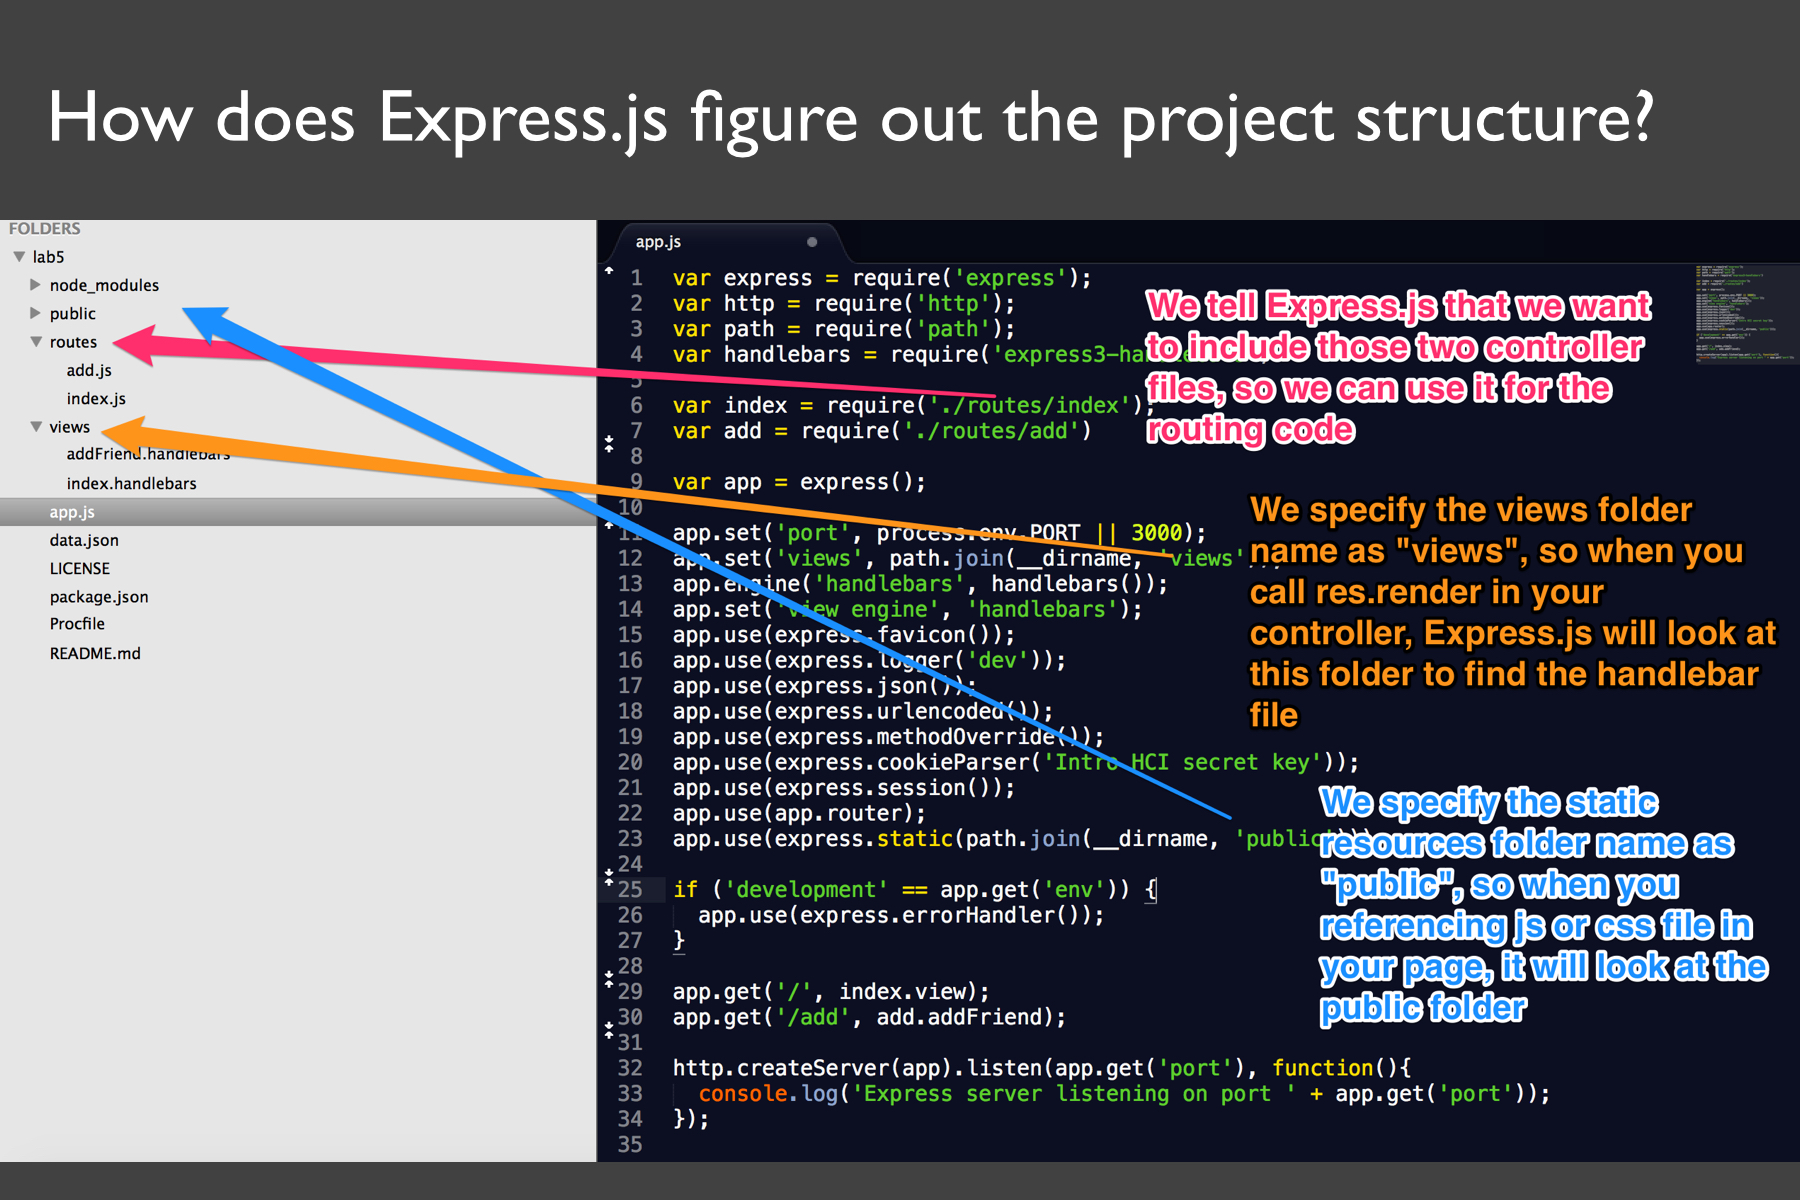 How does Express.js figure out the project structure?
FOLDERS
lab5
node_modules
public
routes
add.js
index.js
views
addFriend.handlebars
index.handlebars
app.js
data.json
LICENSE
package.json
Procfile
README.md
app.js
1 var express = require('express');
2 var http = require('http');
3 var path = require('path');
4 var handlebars = require('express3-ha
5
6 var index = require('./routes/index');
7 var add = require('./routes/add')
8
9 var app = express();
10
11 app.set('port', process.env.PORT || 3000);
12 app.set('views', path.join(__dirname, 'views'
13 app.engine('handlebars', handlebars());
14 app.set('view engine', 'handlebars');
15 app.use(express.favicon());
16 app.use(express.logger('dev'));
17 app.use(express.json());
18 app.use(express.urlencoded());
19 app.use(express.methodOverride());
20 app.use(express.cookieParser('Intro HCI secret key'));
21 app.use(express.session());
22 app.use(app.router);
23 app.use(express.static(path.join(__dirname, 'public')));
24
25 if ('development' == app.get('env')) {
26 app.use(express.errorHandler());
27 }
28
29 app.get('/', index.view);
30 app.get('/add', add.addFriend);
31
32 http.createServer(app).listen(app.get('port'), function(){
33 console.log('Express server listening on port ' + app.get('port'));
34 });
35
We tell Express.js that we want
to include those two controller
files, so we can use it for the
routing code
We specify the views folder
name as "views", so when you
call res.render in your
controller, Express.js will look at
this folder to find the handlebar
file
We specify the static
resources folder name as
"public", so when you
referencing js or css file in
your page, it will look at the
public folder